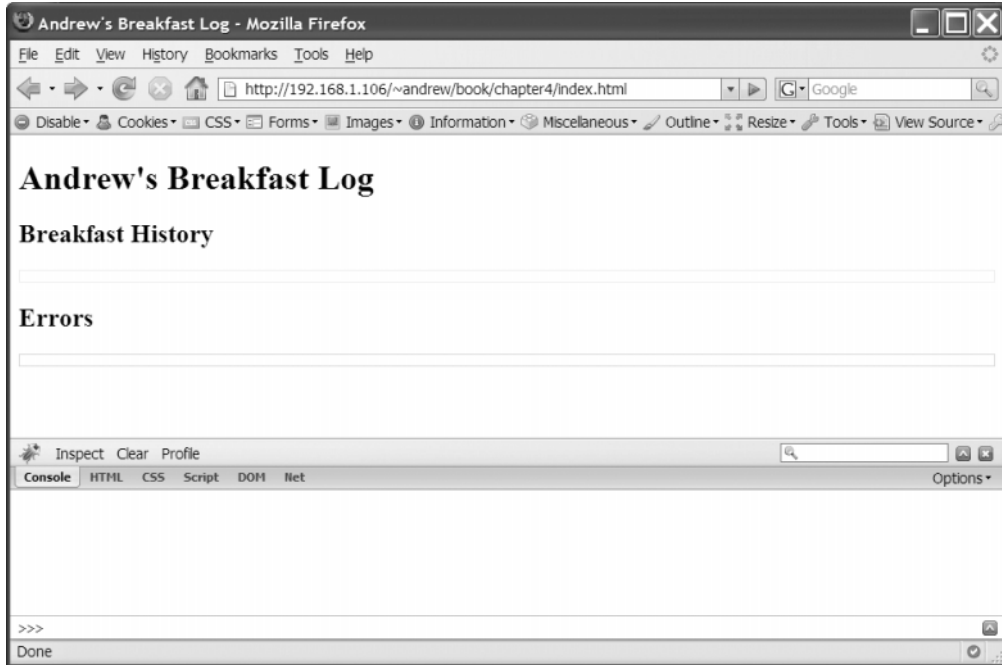 Andrew's Breakfast Log - Mozilla Firefox
File Edit View History Bookmarks Tools Help
http://192.168.1.106/~andrew/book/chapter4/index.html G Google
Disable Cookies CSS Forms Images Information Miscellaneous Outline Resize Tools View Source
Andrew's Breakfast Log
Breakfast History
Errors
Inspect Clear Profile
Console HTML CSS Script DOM Net Options
>>>
Done